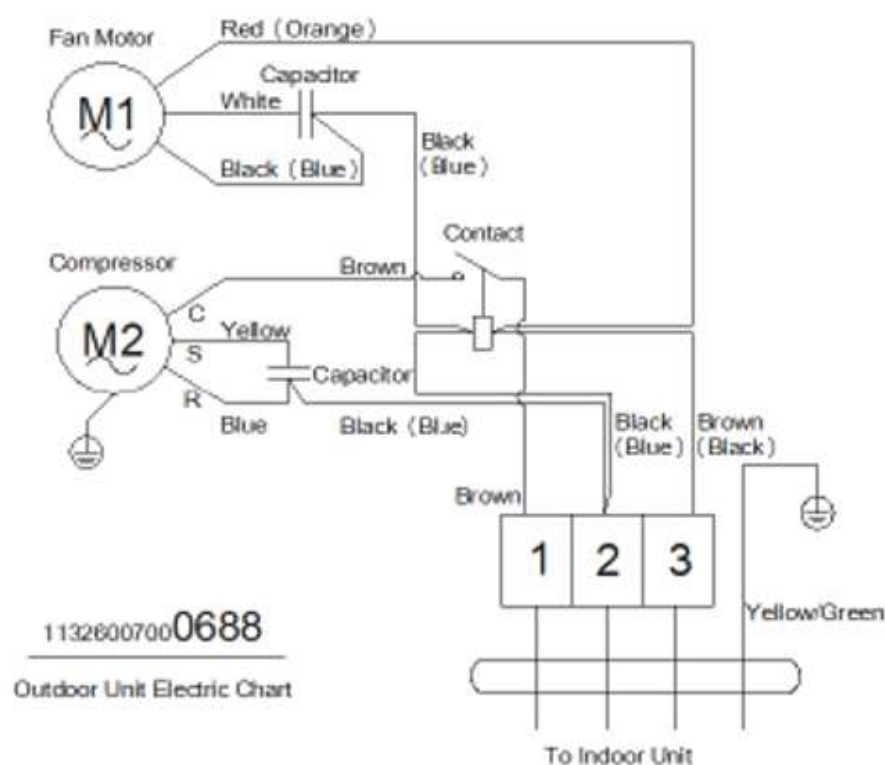 Fan Motor
Red (Orange)
Capacitor
White
M1
Black (Blue)
Black
(Blue)
Contact
Compressor
Brown
C
Yellow
M2
S
Capacitor
R
Blue
Black (Blue)
Black
(Blue)
Brown
(Black)
Brown
1 2 3
Yellow/Green
11326007000688
Outdoor Unit Electric Chart
To Indoor Unit